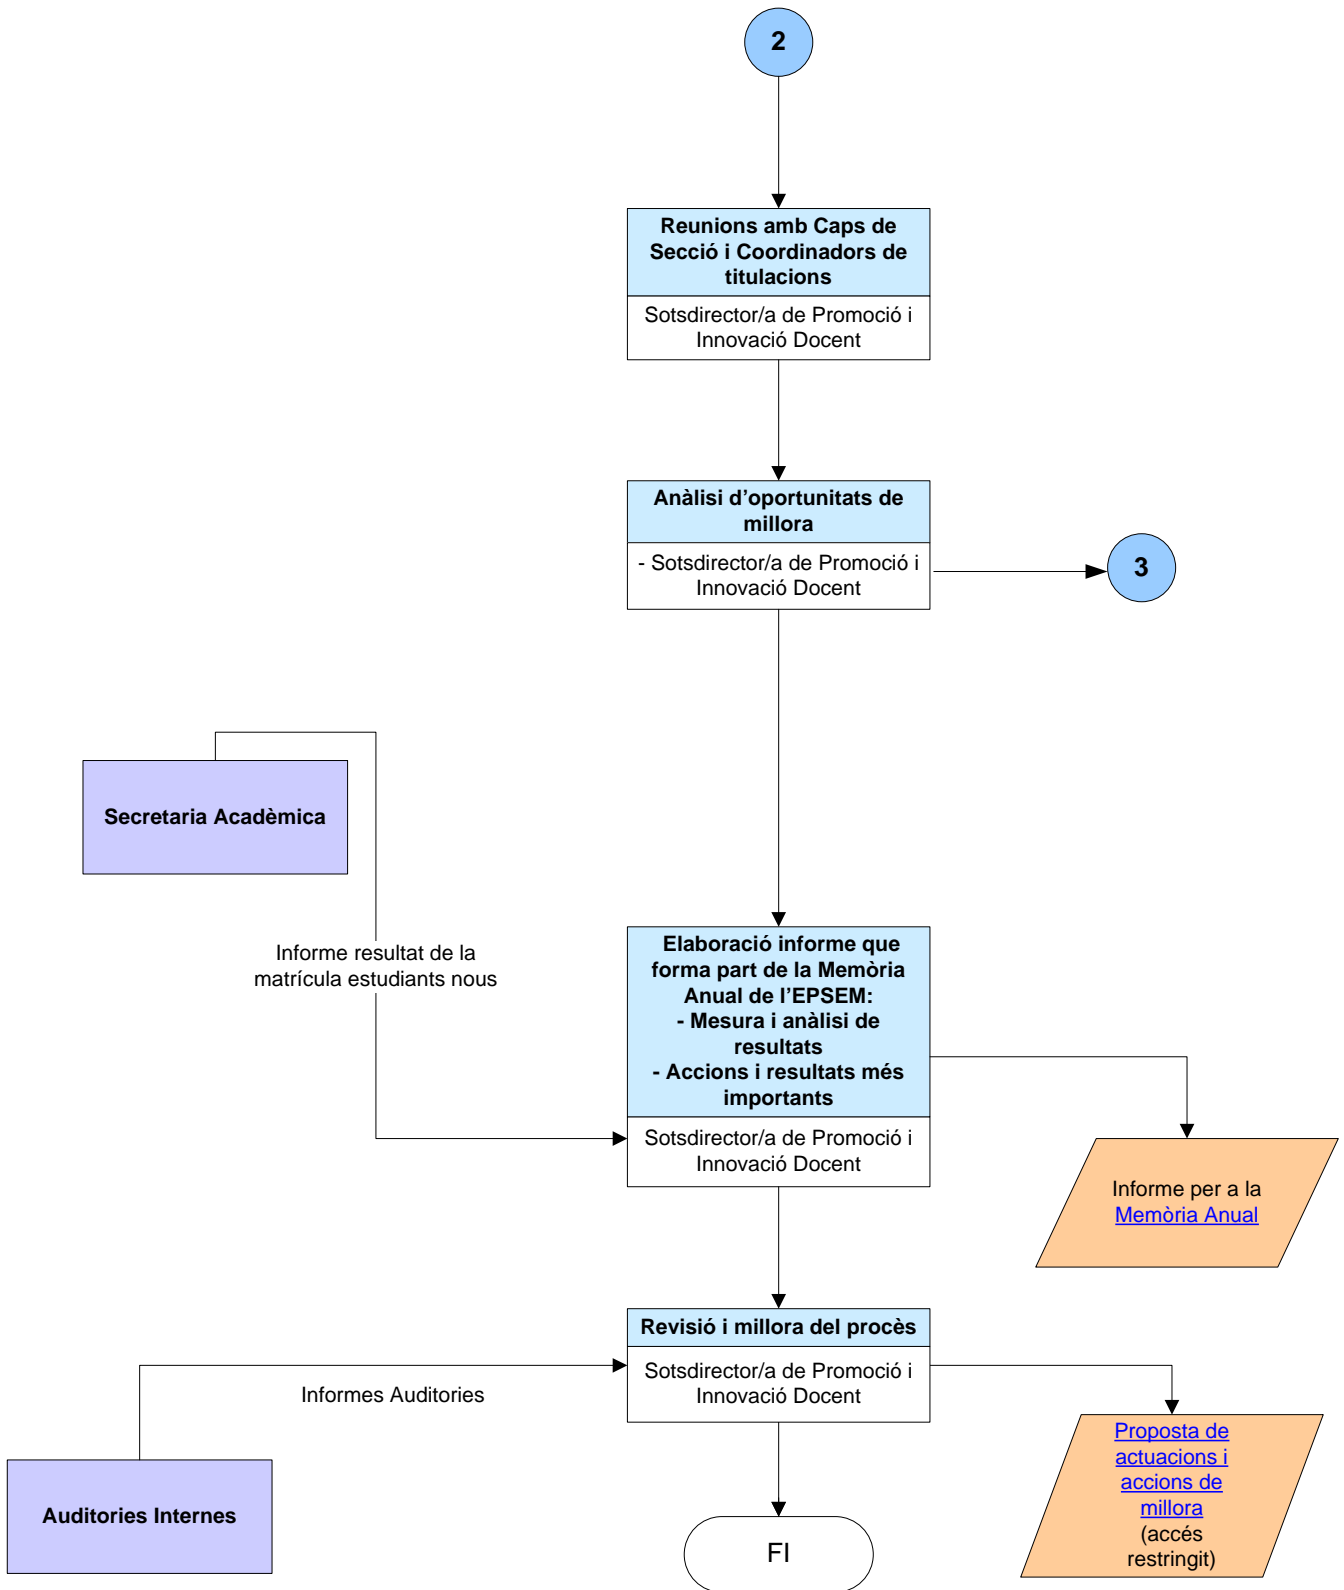 2
Reunions amb Caps de
Secció i Coordinadors de
titulacions
Sotsdirector/a de Promoció i
Innovació Docent
Anàlisi d’oportunitats de
millora
- Sotsdirector/a de Promoció i
Innovació Docent
3
Secretaria Acadèmica
Informe resultat de la
matrícula estudiants nous
Elaboració informe que
forma part de la Memòria
Anual de l’EPSEM:
- Mesura i anàlisi de
resultats
- Accions i resultats més
importants
Sotsdirector/a de Promoció i
Innovació Docent
Informe per a la
Memòria Anual
Revisió i millora del procès
Sotsdirector/a de Promoció i
Innovació Docent
Informes Auditories
Auditories Internes
Proposta de
actuacions i
accions de
millora
(accés
restringit)
FI